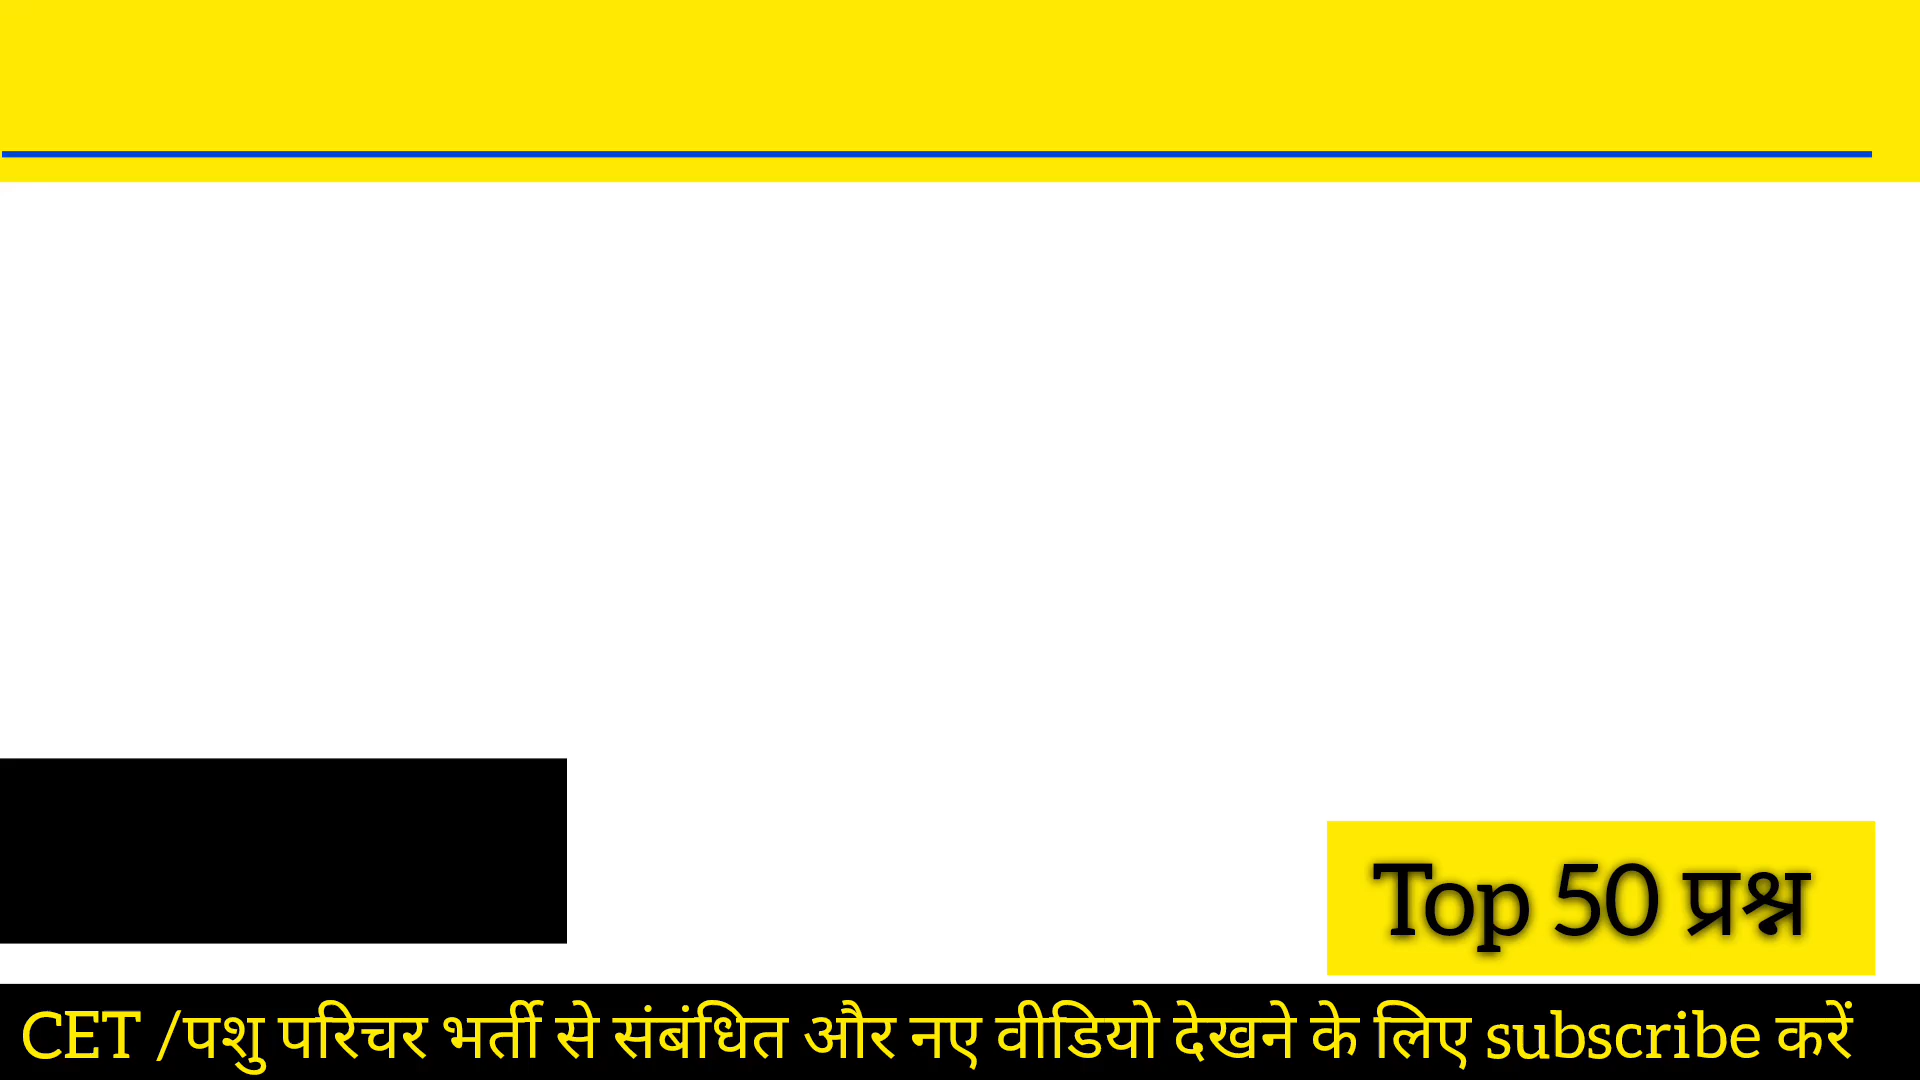 Top 50 प्रश्न
CET /पशु परिचर भर्ती से संबंधित और नए वीडियो देखने के लिए subscribe करें